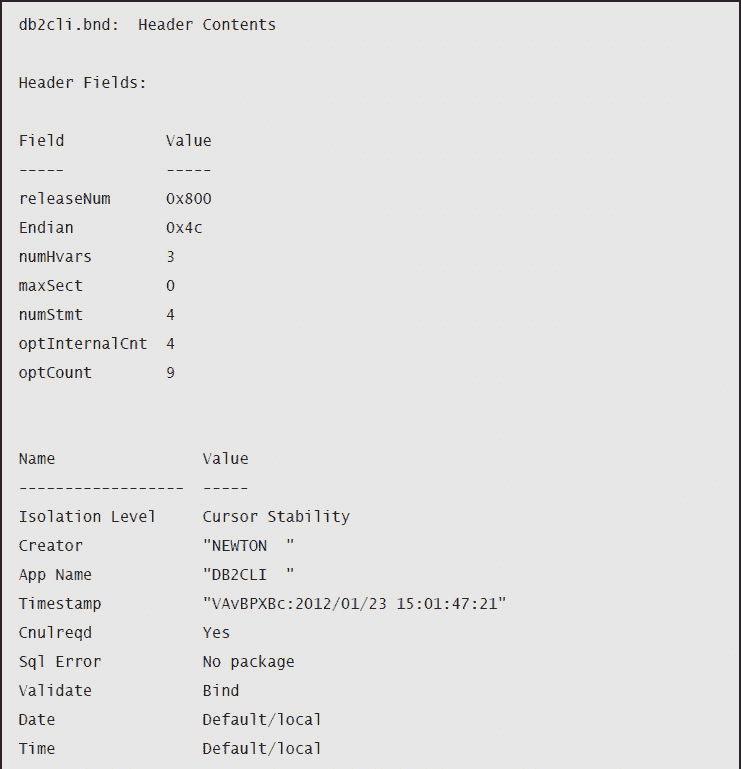 db2cli.bnd:  Header Contents
Header Fields:
Field           Value
-----           -----
releaseNum      0x800
Endian          0x4c
numHvars        3
maxSect         0
numStmt         4
optInternalCnt  4
optCount        9
Name                Value
------------------  -----
Isolation Level     Cursor Stability
Creator             "NEWTON  "
App Name            "DB2CLI  "
Timestamp           "VAvBPXBc:2012/01/23 15:01:47:21"
Cnulreqd            Yes
Sql Error           No package
Validate            Bind
Date                Default/local
Time                Default/local